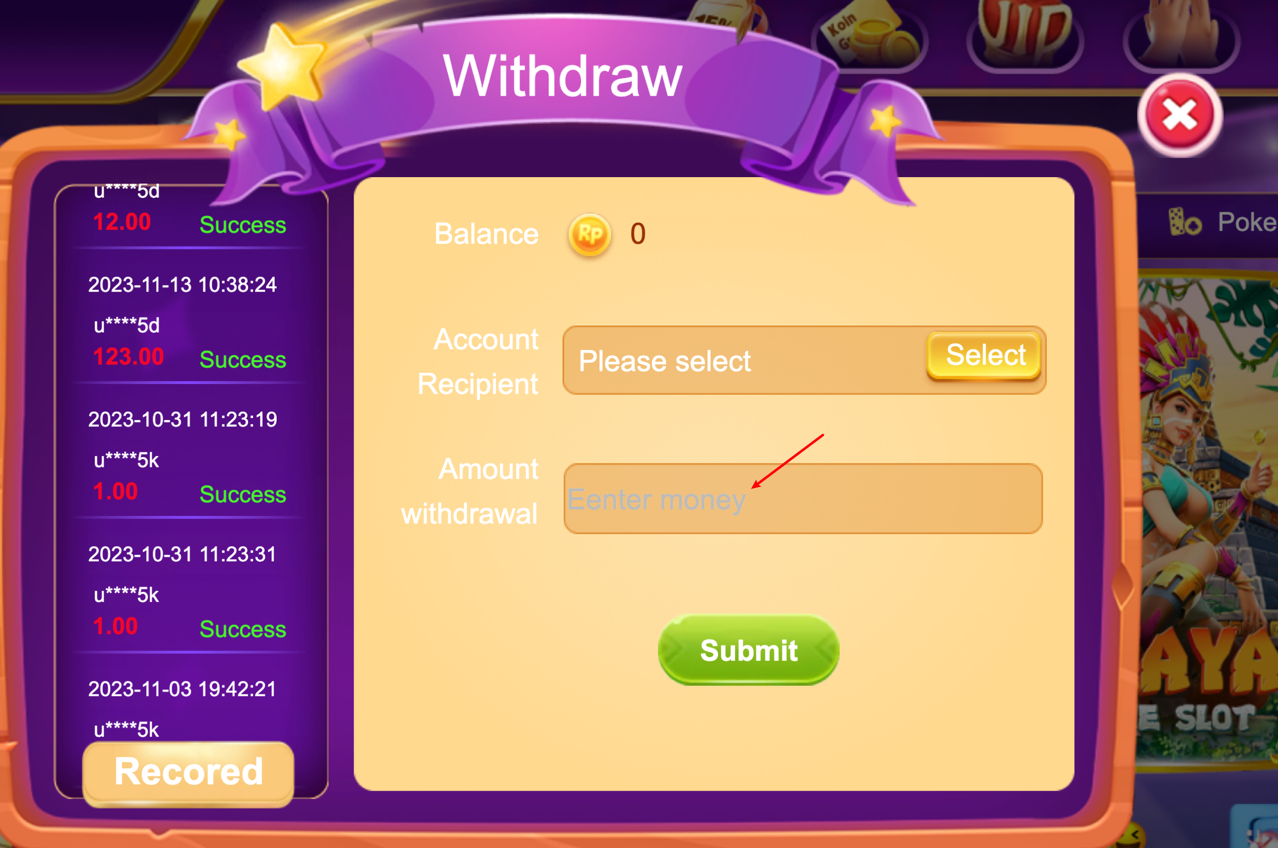 15%
Koin
VIP
Withdraw
u****5d
12.00 Success
2023-11-13 10:38:24
u****5d
123.00 Success
2023-10-31 11:23:19
u****5k
1.00 Success
2023-10-31 11:23:31
u****5k
1.00 Success
2023-11-03 19:42:21
u****5k
Recored
Balance Rp 0
Account
Recipient
Please select Select
Amount
withdrawal
Eenter money
Submit
Poke
AYA
E SLOT